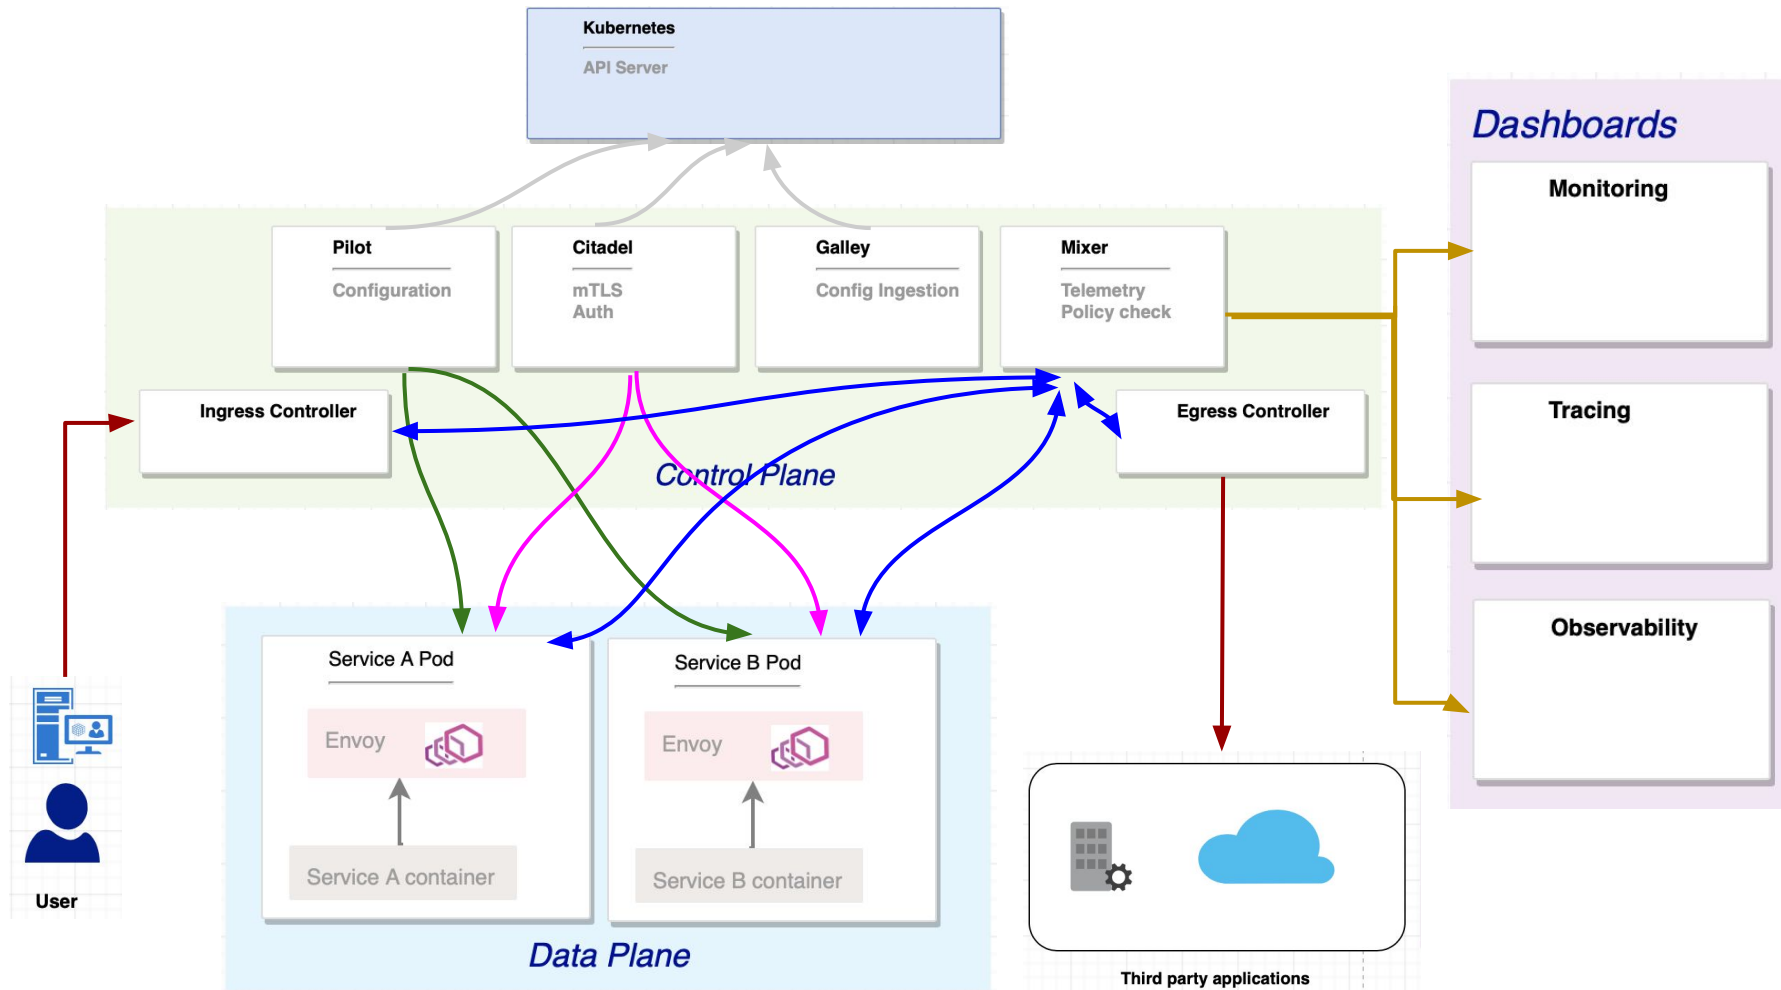 Kubernetes
API Server
Dashboards
Monitoring
Tracing
Observability
Pilot
Configuration
Citadel
mTLS
Auth
Galley
Config Ingestion
Mixer
Telemetry
Policy check
Ingress Controller
Egress Controller
Control Plane
Service A Pod
Envoy
Service A container
Service B Pod
Envoy
Service B container
Data Plane
User
Third party applications